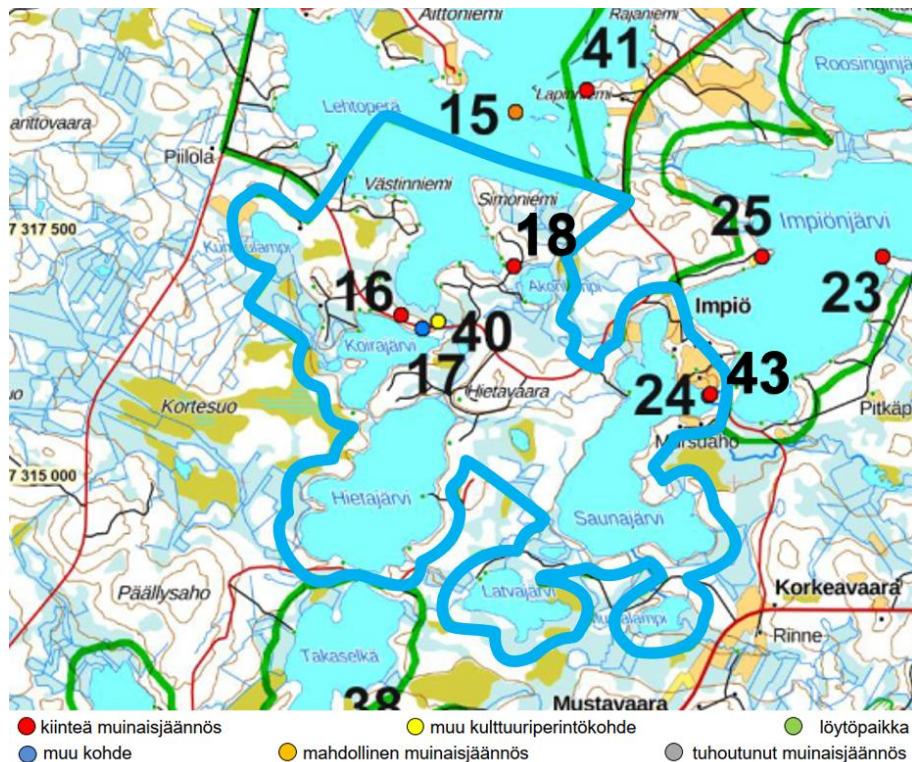 Aittoniemi
Rajaniemi
41
Roosinginjä
Lapinniemi
Lehtoperä
15
anttovaara
Piilola
Västinniemi
Simoniemi
7 317 500
18
25
Impiönjärvi
16
Impiö
23
40
Koirajärvi
17
Hietavaara
43
24
Kortesuo
Pitkäp
7 315 000
Hietajärvi
Saunajärvi
Päällysaho
Latvajärvi
Korkeavaara
Rinne
Takaselkä
38
Mustavaara
kiinteä muinaisjäännös
muu kulttuuriperintökohde
löytöpaikka
muu kohde
mahdollinen muinaisjäännös
tuhoutunut muinaisjäännös